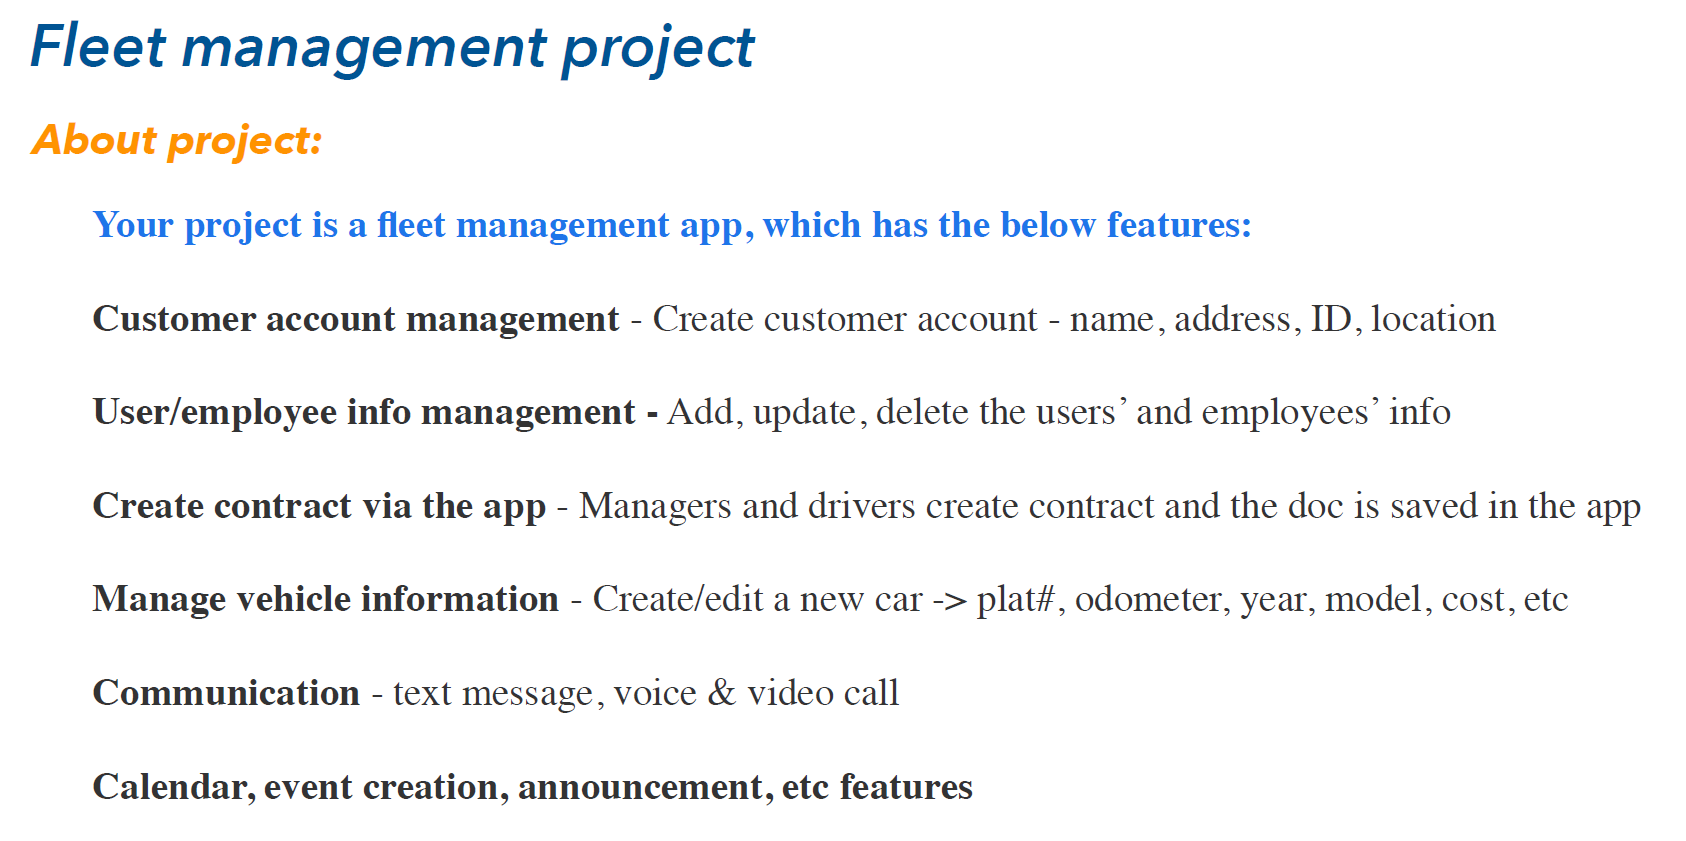 Fleet management project
About project:
Your project is a fleet management app, which has the below features:
Customer account management - Create customer account - name, address, ID, location
User/employee info management - Add, update, delete the users’ and employees’ info
Create contract via the app - Managers and drivers create contract and the doc is saved in the app
Manage vehicle information - Create/edit a new car -> plat#, odometer, year, model, cost, etc
Communication - text message, voice & video call
Calendar, event creation, announcement, etc features